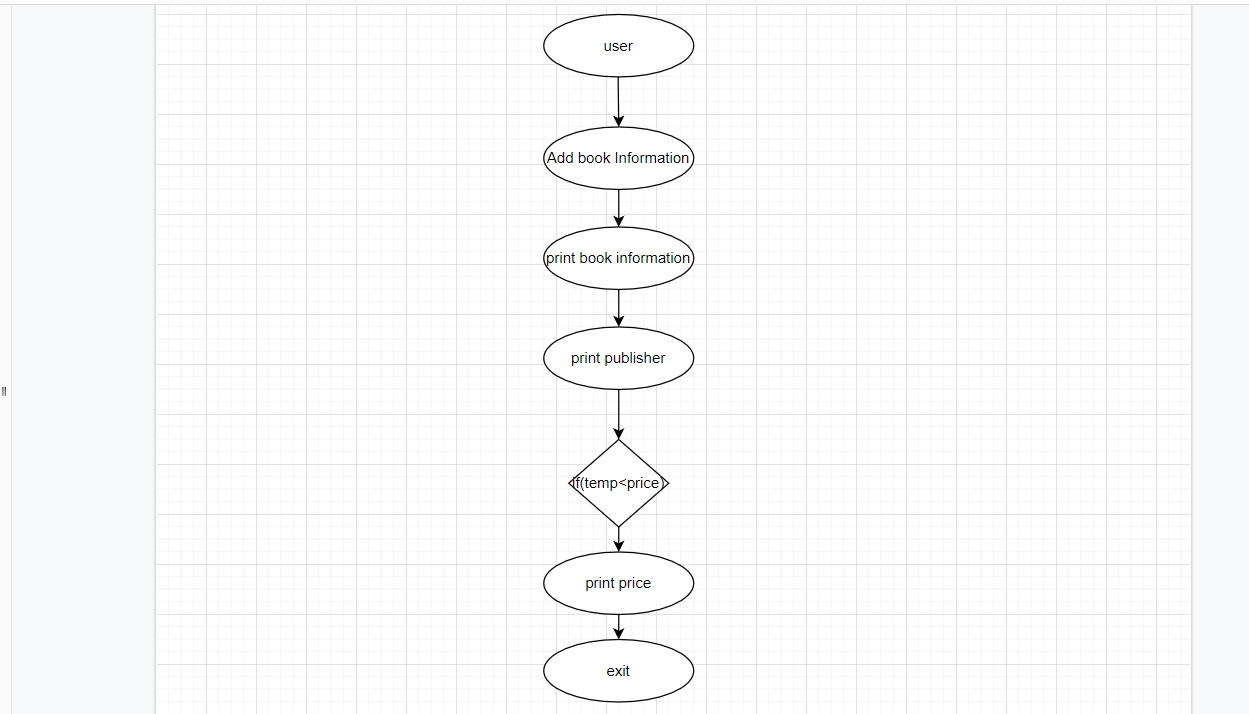 user
Add book Information
print book information
print publisher
If(temp<price)
print price
exit